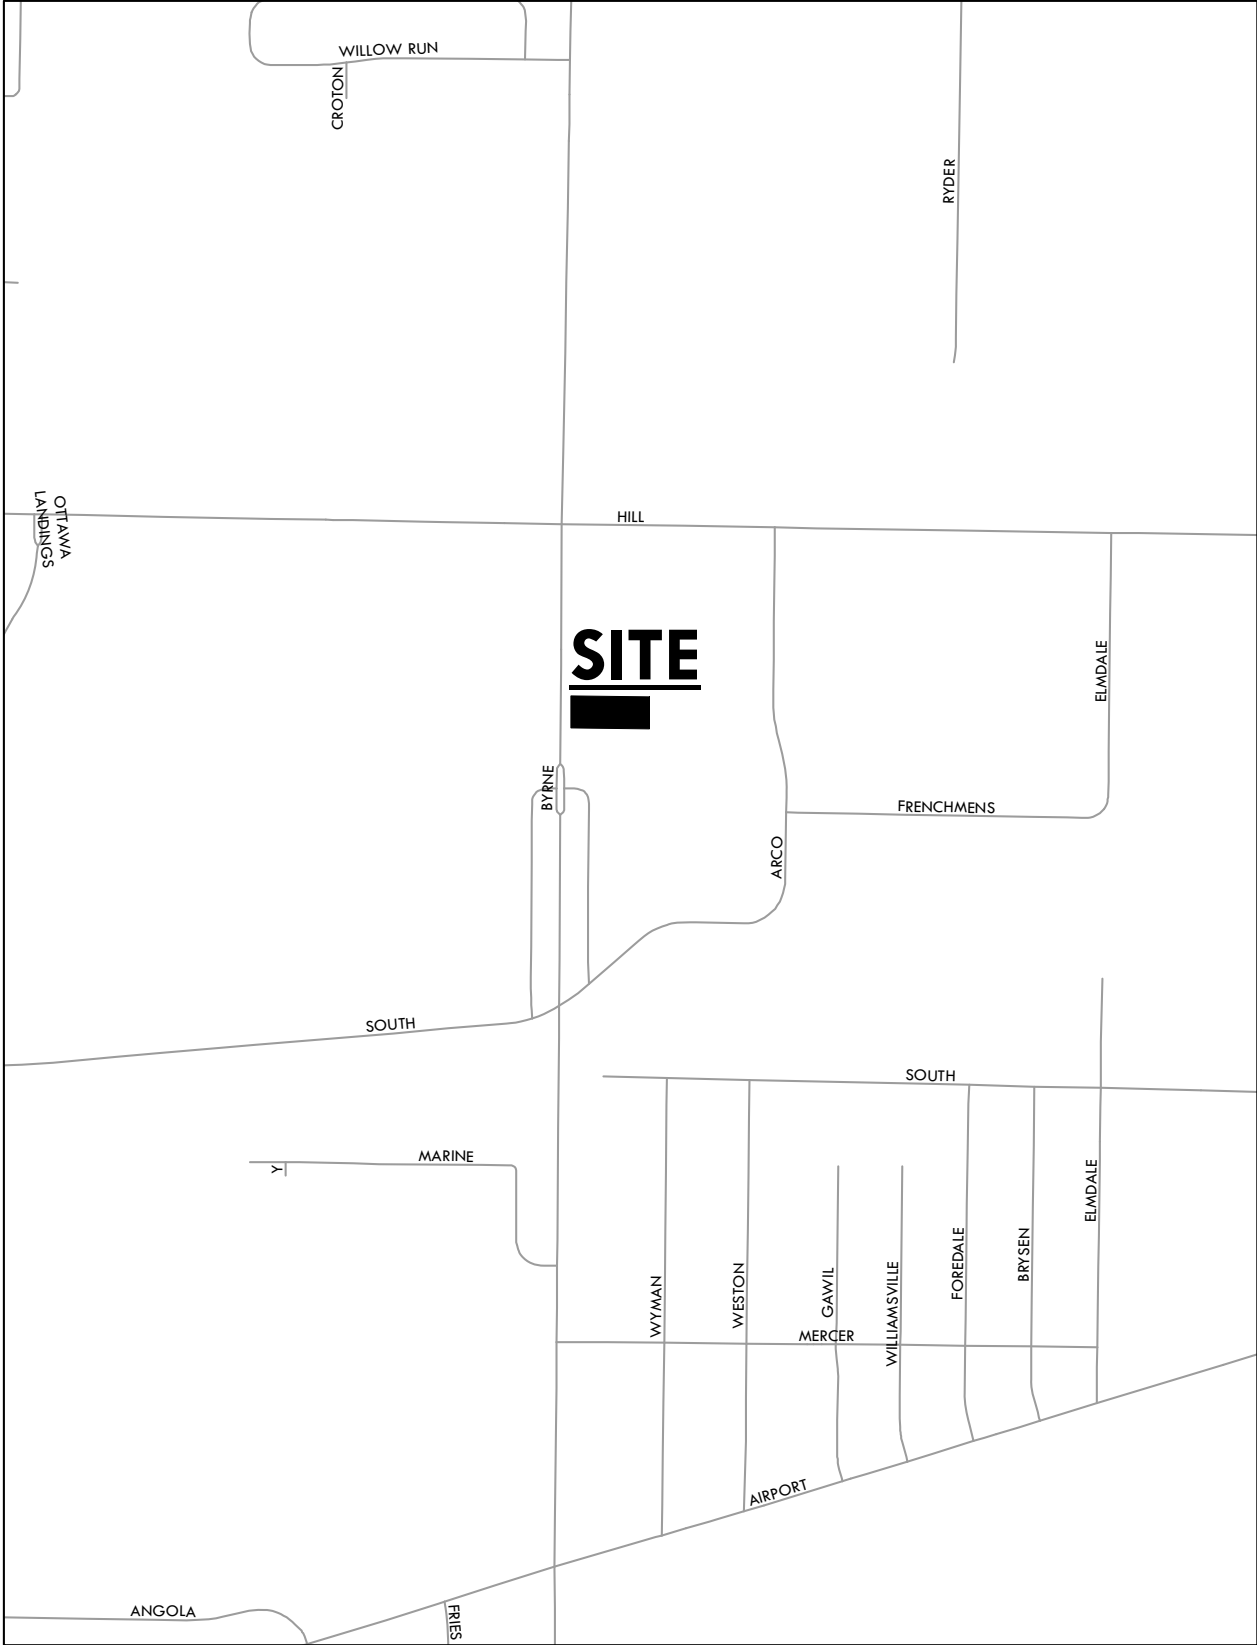 WILLOW RUN
CROTON
RYDER
OTTAWA
LANDINGS
HILL
SITE
ELMDALE
BYRNE
FRENCHMENS
ARCO
SOUTH
SOUTH
MARINE
Y
ELMDALE
FOREDALE
BRYSEN
WYMAN
WESTON
GAWIL
WILLIAMSVILLE
MERCER
AIRPORT
ANGOLA
FRIES